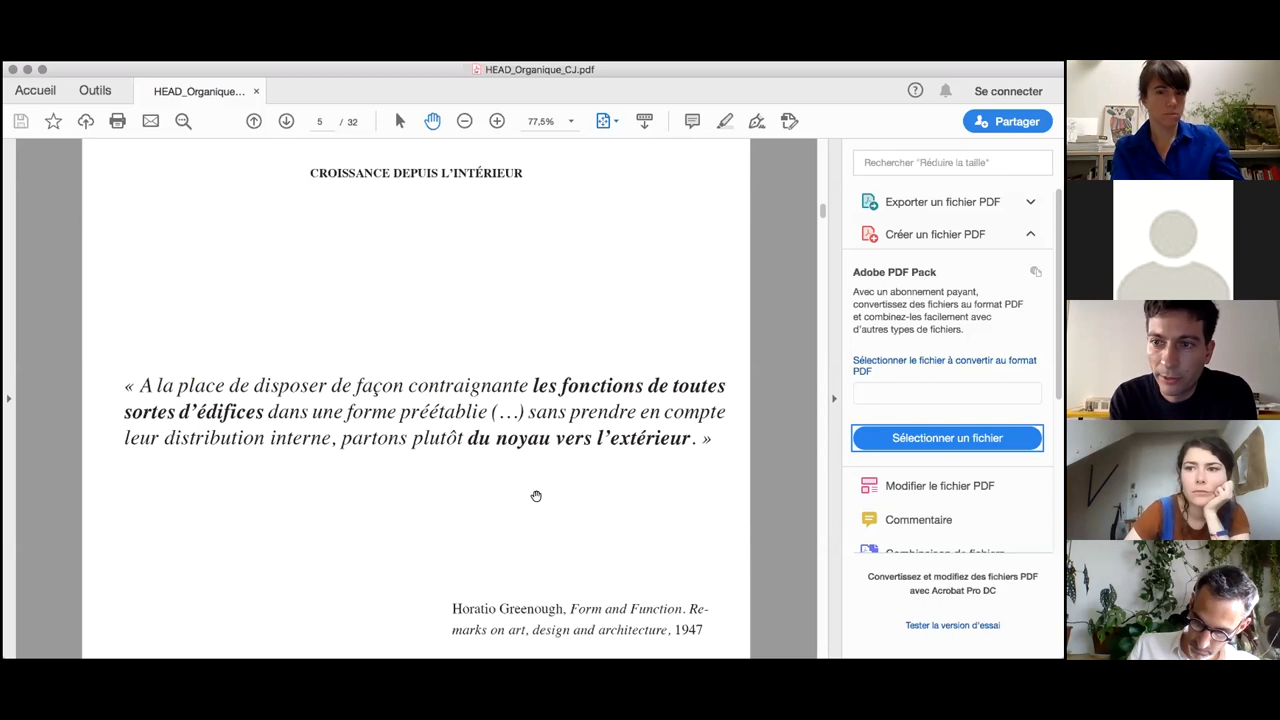 HEAD_Organique_CJ.pdf
Accueil
Outils
HEAD_Organique... ×
Se connecter
5 / 32
77,5%
Partager
CROISSANCE DEPUIS L'INTÉRIEUR
« A la place de disposer de façon contraignante les fonctions de toutes
sortes d'édifices dans une forme préétablie (…) sans prendre en compte
leur distribution interne, partons plutôt du noyau vers l'extérieur. »
Horatio Greenough, Form and Function. Re-
marks on art, design and architecture, 1947
Rechercher "Réduire la taille"
Exporter un fichier PDF
Créer un fichier PDF
Adobe PDF Pack
Avec un abonnement payant,
convertissez des fichiers au format PDF
et combinez-les facilement avec
d'autres types de fichiers.
Sélectionner le fichier à convertir au format
PDF
Sélectionner un fichier
Modifier le fichier PDF
Commentaire
Combinaison de fichiers
Convertissez et modifiez des fichiers PDF
avec Acrobat Pro DC
Tester la version d'essai